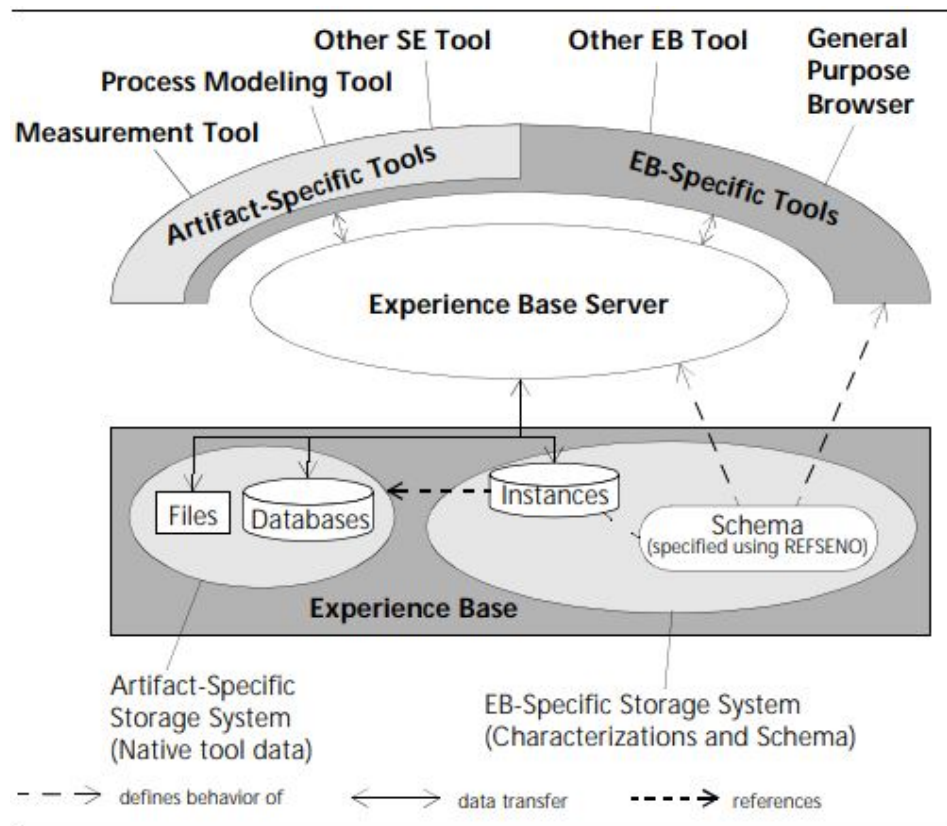 Other SE Tool
Other EB Tool
General
Purpose
Browser
Process Modeling Tool
Measurement Tool
Artifact-Specific Tools
EB-Specific Tools
Experience Base Server
Files
Databases
Instances
Schema
(specified using REFSENO)
Experience Base
Artifact-Specific
Storage System
(Native tool data)
EB-Specific Storage System
(Characterizations and Schema)
defines behavior of
data transfer
references